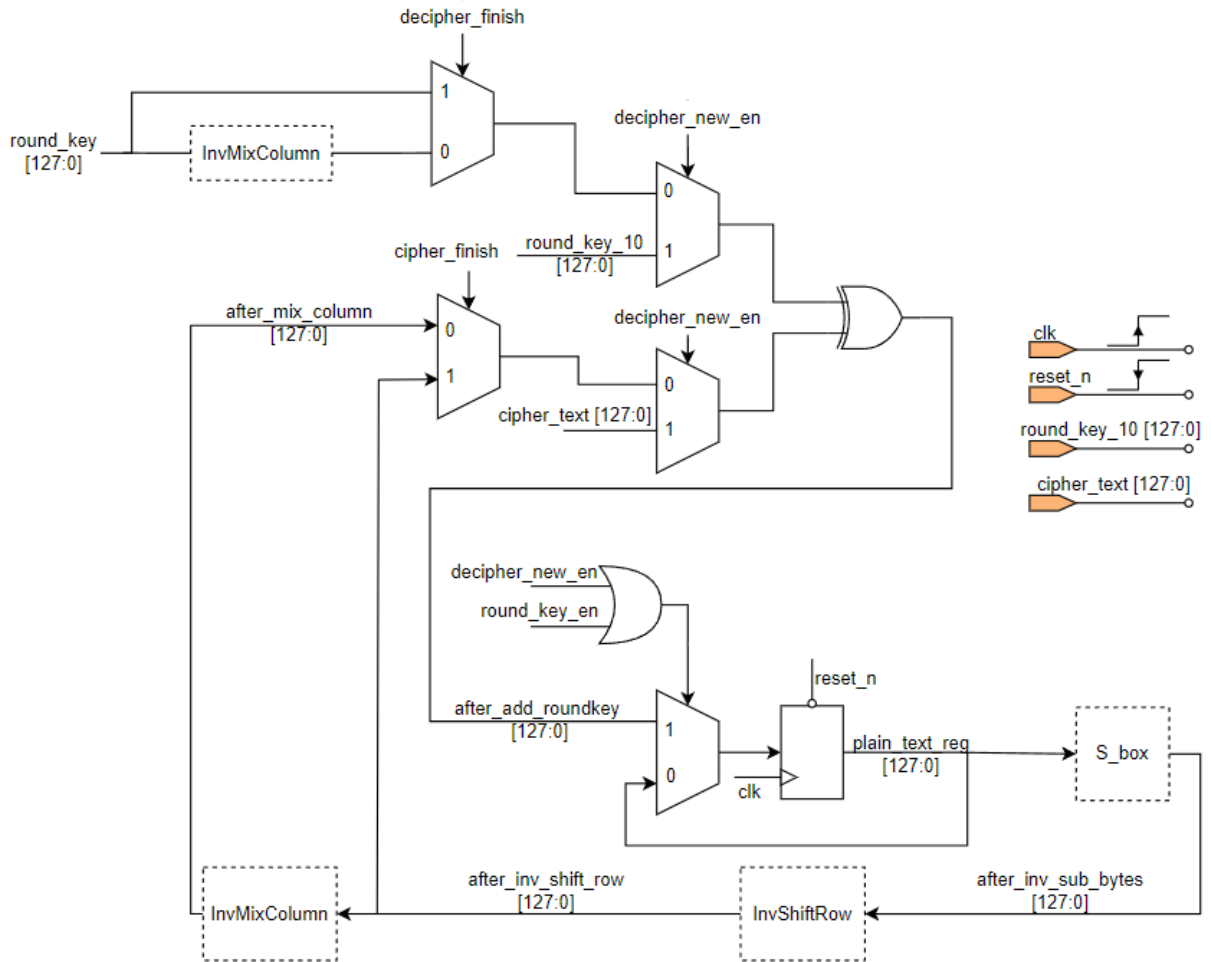 decipher_finish
1
round_key
[127:0]
InvMixColumn
0
decipher_new_en
0
round_key_10
[127:0]
1
cipher_finish
after_mix_column
[127:0]
0
1
decipher_new_en
0
cipher_text [127:0]
1
clk
reset_n
round_key_10 [127:0]
cipher_text [127:0]
decipher_new_en
round_key_en
reset_n
after_add_roundkey
[127:0]
1
0
clk
plain_text_reg
[127:0]
S_box
after_inv_shift_row
[127:0]
after_inv_sub_bytes
[127:0]
InvMixColumn
InvShiftRow